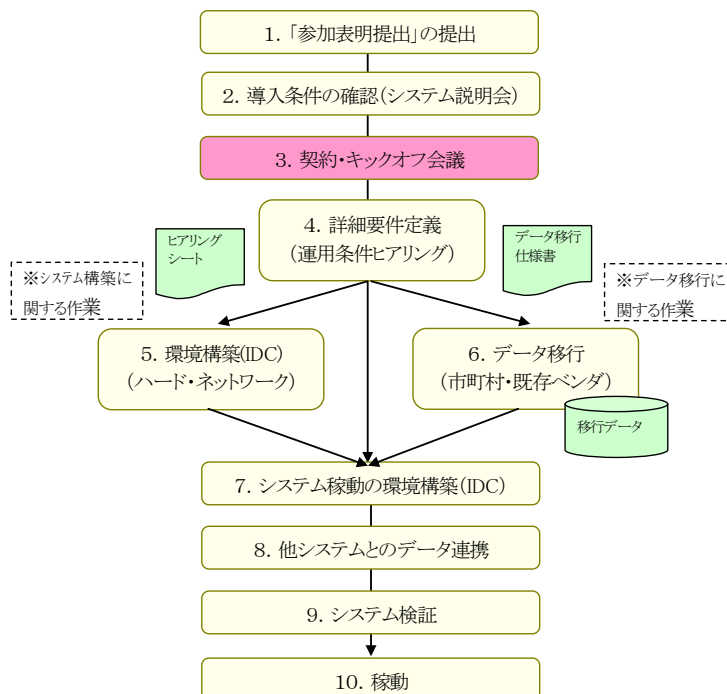 1. 「参加表明提出」の提出
2. 導入条件の確認(システム説明会)
3. 契約・キックオフ会議
4. 詳細要件定義
(運用条件ヒアリング)
ヒアリング
シート
データ移行
仕様書
※システム構築に
関する作業
※データ移行に
関する作業
5. 環境構築(IDC)
(ハード・ネットワーク)
6. データ移行
(市町村・既存ベンダ)
移行データ
7. システム稼動の環境構築(IDC)
8. 他システムとのデータ連携
9. システム検証
10. 稼動